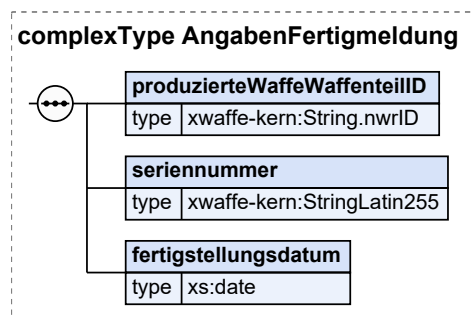 complexType AngabenFertigmeldung
produzierteWaffeWaffenteilID
type xwaffe-kern:String.nwrID
seriennummer
type xwaffe-kern:StringLatin255
fertigstellungsdatum
type xs:date